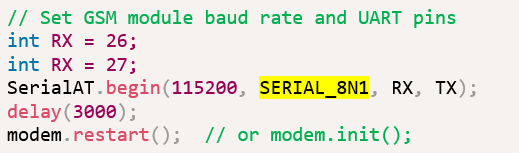 // Set GSM module baud rate and UART pins
int RX = 26;
int RX = 27;
SerialAT.begin(115200, SERIAL_8N1, RX, TX);
delay(3000);
modem.restart();  // or modem.init();